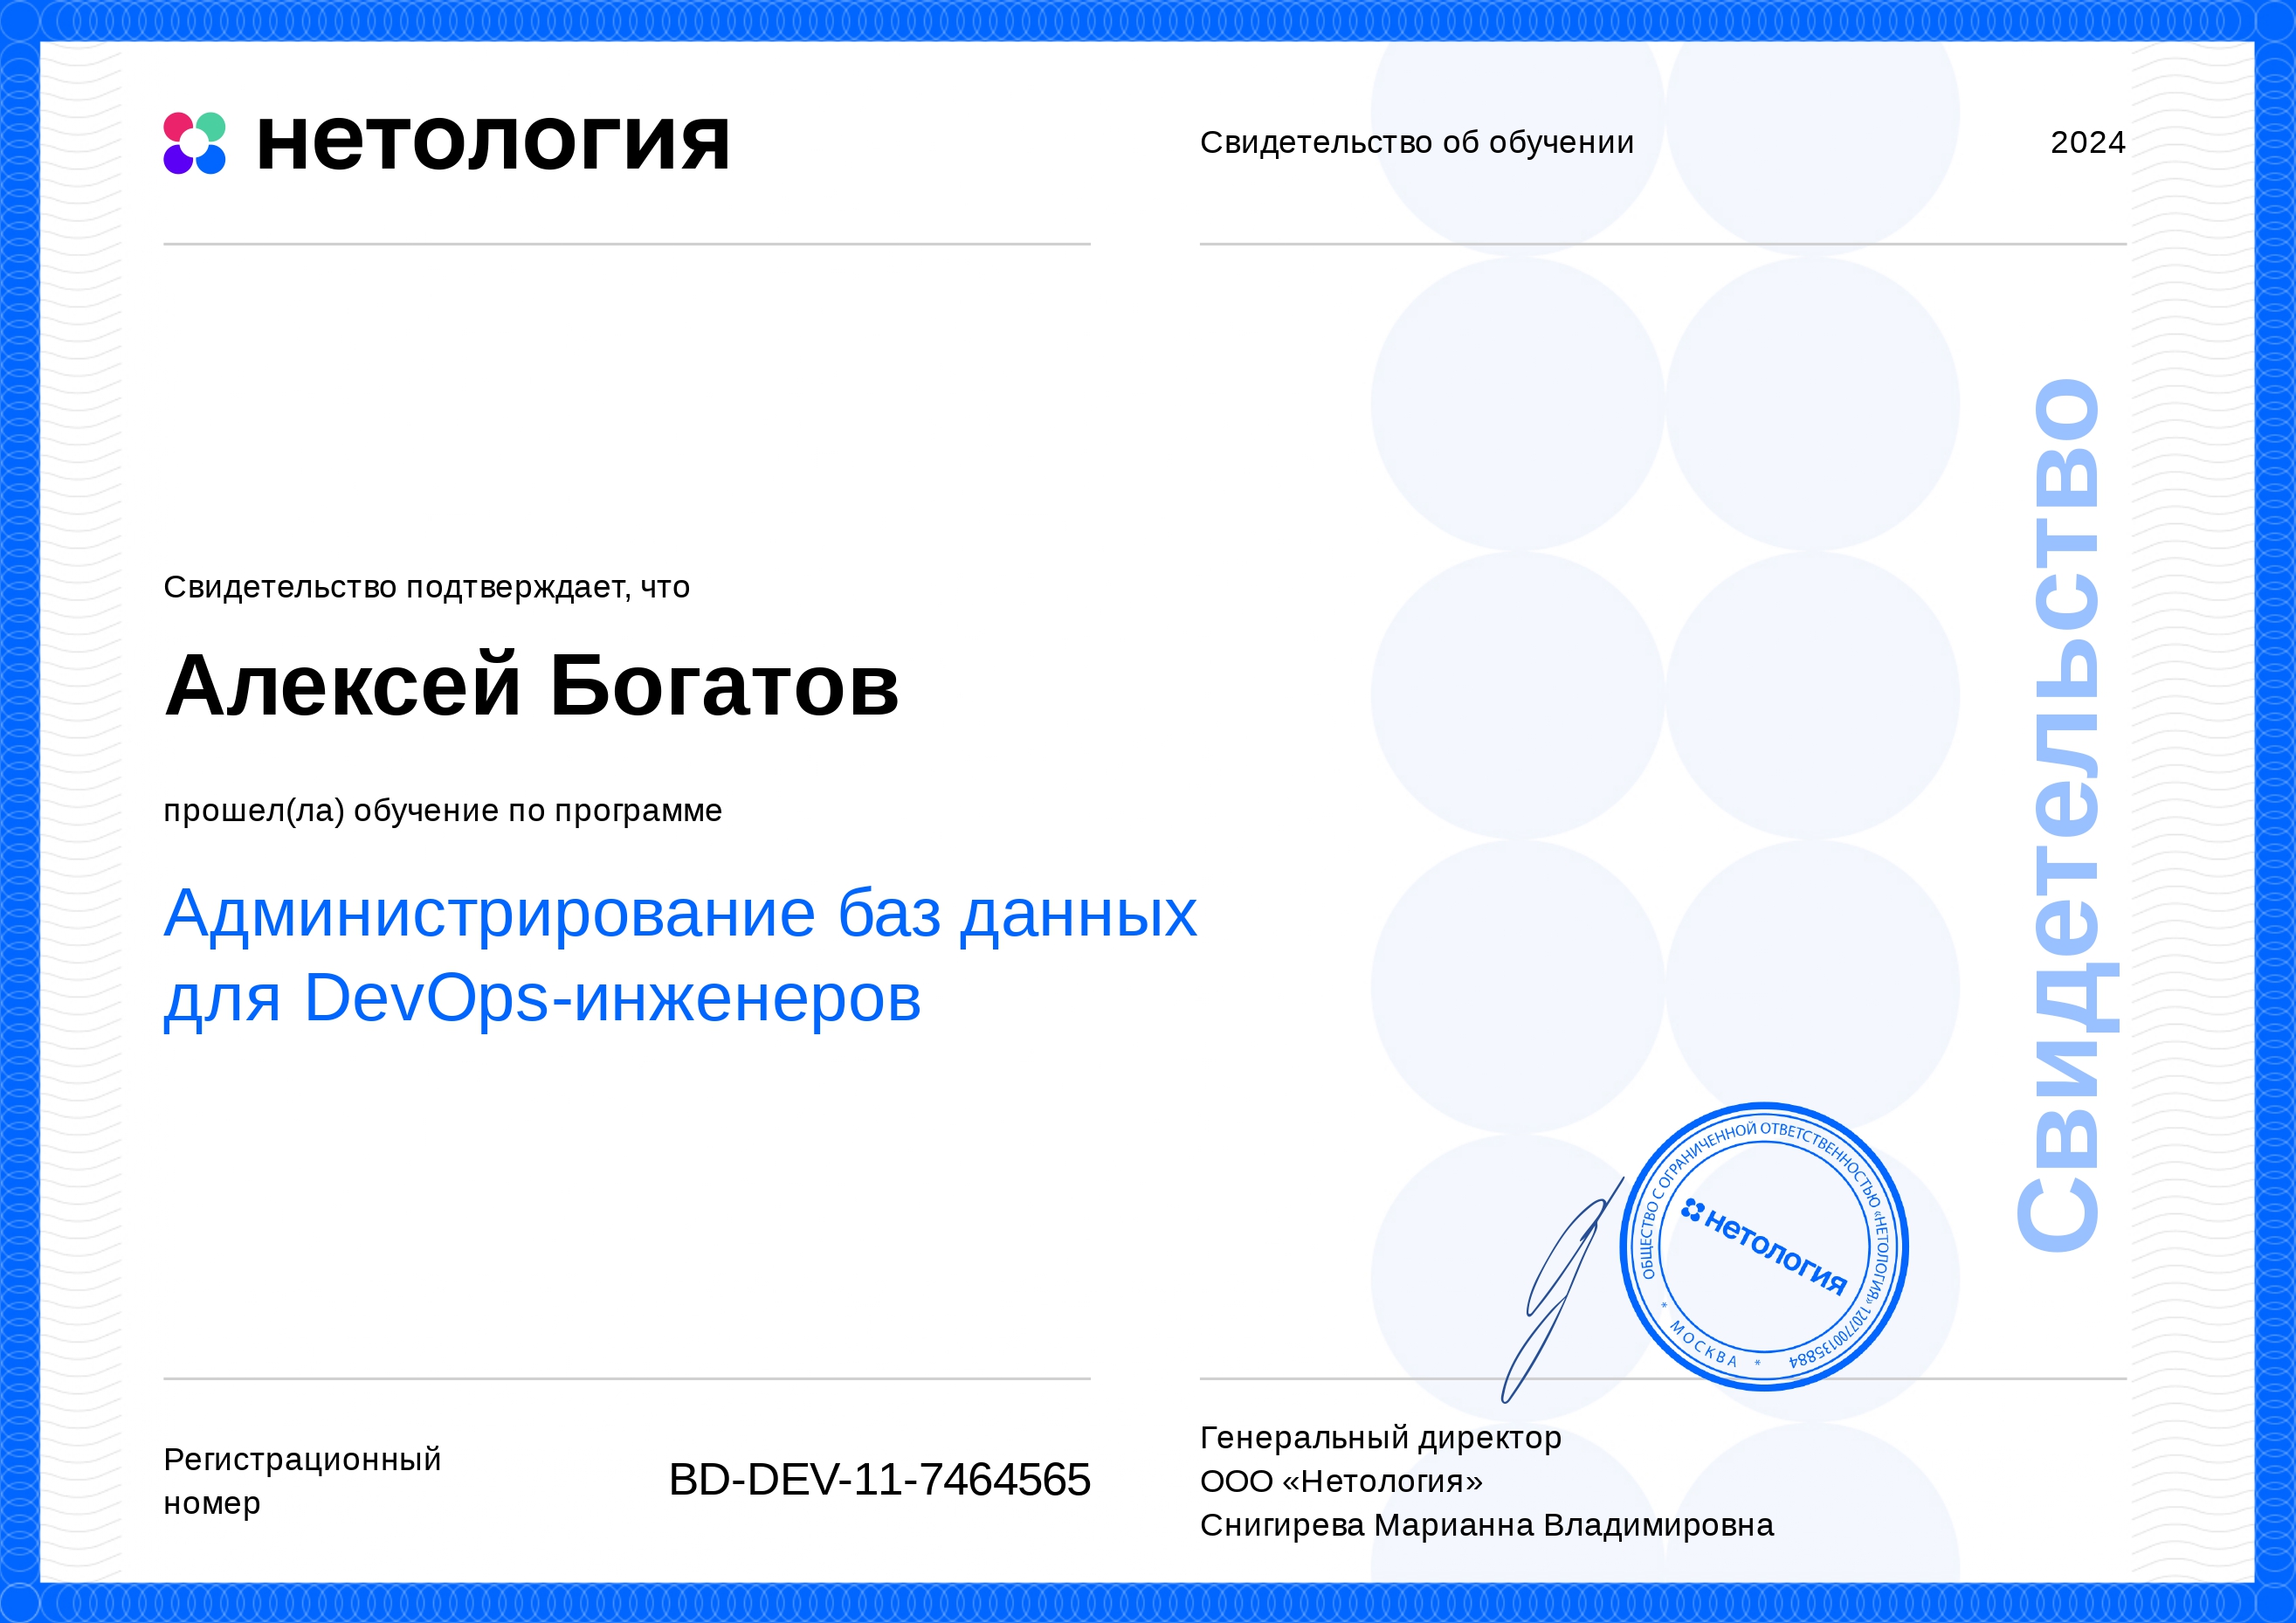 нетология
Свидетельство об обучении
2024
Свидетельство подтверждает, что
Алексей Богатов
прошел(ла) обучение по программе
Администрирование баз данных
для DevOps-инженеров
Свидетельство
ОБЩЕСТВО С ОГРАНИЧЕННОЙ ОТВЕТСТВЕННОСТЬЮ «НЕТОЛОГИЯ» 1207700135884
* МОСКВА *
нетология
Регистрационный
номер
BD-DEV-11-7464565
Генеральный директор
ООО «Нетология»
Снигирева Марианна Владимировна